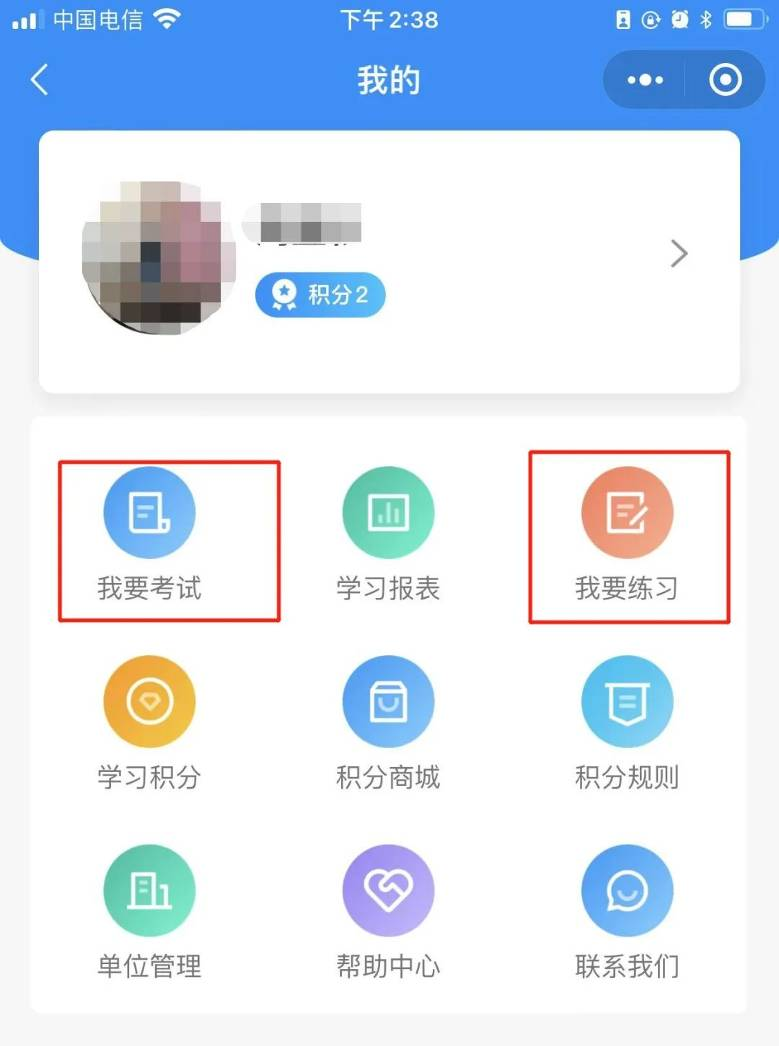 中国电信 下午2:38
我的
积分2
我要考试 学习报表 我要练习
学习积分 积分商城 积分规则
单位管理 帮助中心 联系我们